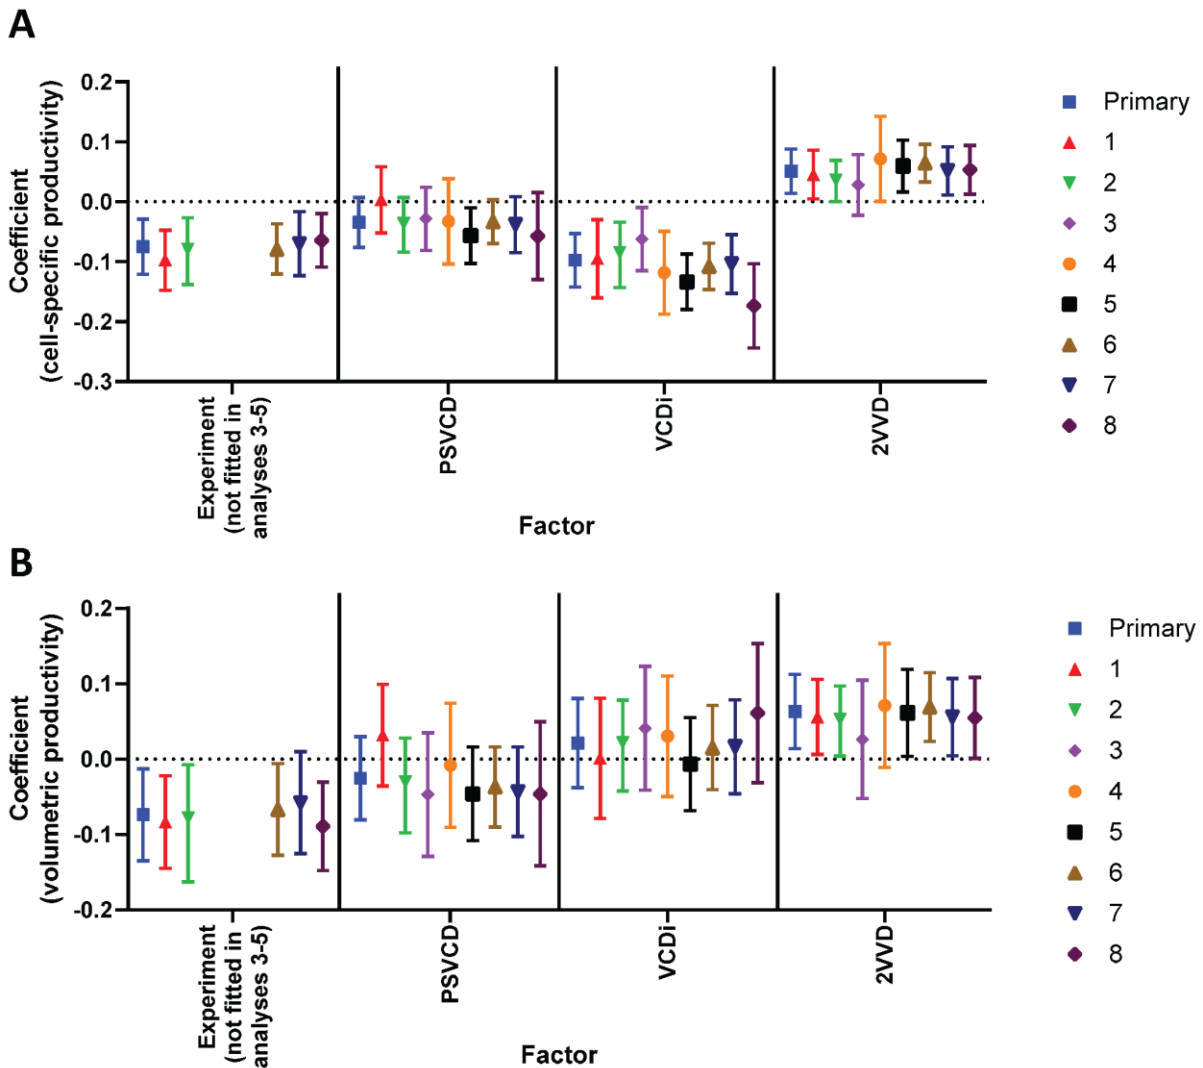 A
Coefficient
(cell-specific productivity)
0.2
0.1
0.0
-0.1
-0.2
-0.3
Experiment
(not fitted in
analyses 3-5)
PSVCD
VCDi
2VVD
Factor
Primary
1
2
3
4
5
6
7
8
B
Coefficient
(volumetric productivity)
0.2
0.1
0.0
-0.1
-0.2
Experiment
(not fitted in
analyses 3-5)
PSVCD
VCDi
2VVD
Factor
Primary
1
2
3
4
5
6
7
8